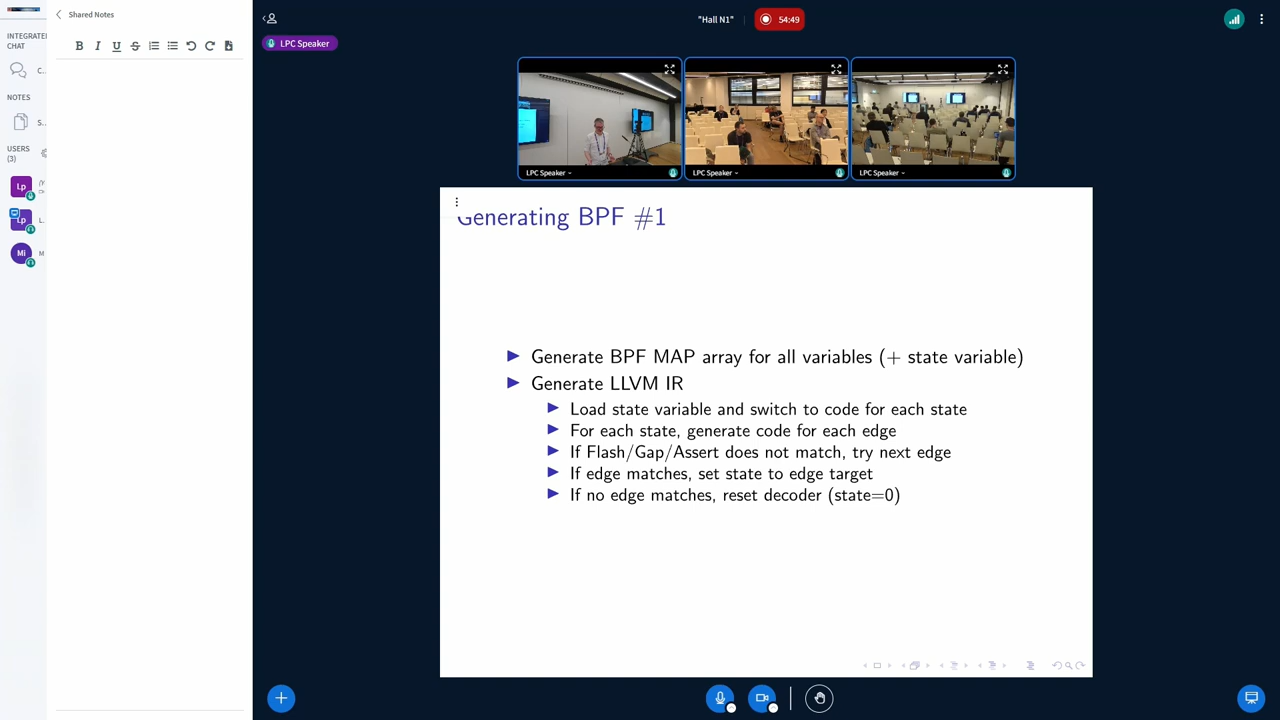 Shared Notes
INTEGRATE
CHAT
C...
NOTES
S...
USERS
(3)
Lp
Lp
L...
Mi
M
"Hall N1"
54:49
LPC Speaker
LPC Speaker
LPC Speaker
LPC Speaker
Generating BPF #1
Generate BPF MAP array for all variables (+ state variable)
Generate LLVM IR
Load state variable and switch to code for each state
For each state, generate code for each edge
If Flash/Gap/Assert does not match, try next edge
If edge matches, set state to edge target
If no edge matches, reset decoder (state=0)